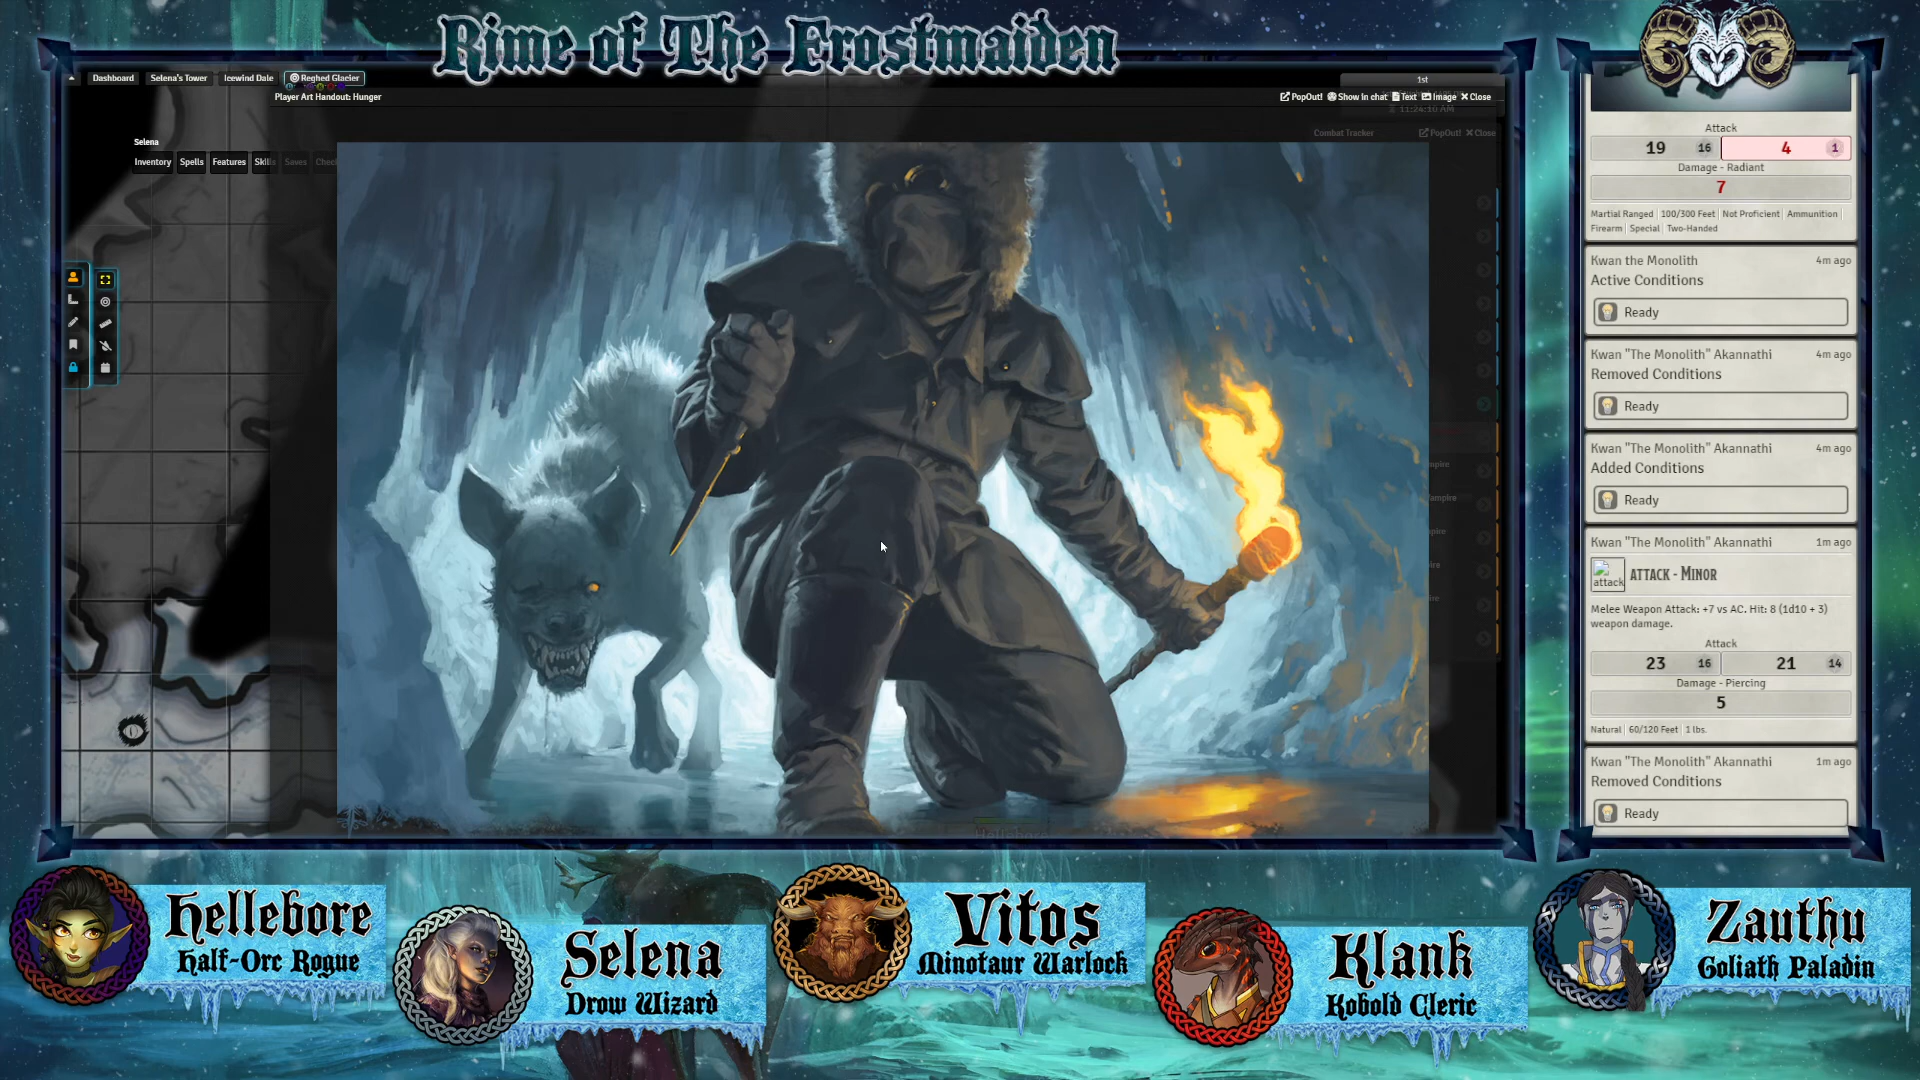 Rime of The Frostmaiden
Dashboard
Selena's Tower
Icewind Dale
Reghed Glacier
1st
Player Art Handout: Hunger
PopOut!
Show in chat
Text
Image
Close
Combat Tracker
PopOut!
Close
Selena
Inventory
Spells
Features
Skills
Saves
Attack
19 16 4 1
Damage - Radiant
7
Martial Ranged 100/300 Feet Not Proficient Ammunition
Firearm Special Two-Handed
Kwan the Monolith 4m ago
Active Conditions
Ready
Kwan "The Monolith" Akannathi 4m ago
Removed Conditions
Ready
Kwan "The Monolith" Akannathi 4m ago
Added Conditions
Ready
Kwan "The Monolith" Akannathi 1m ago
attack
ATTACK - MINOR
Melee Weapon Attack: +7 vs AC. Hit: 8 (1d10 + 3)
weapon damage.
Attack
23 16 21 14
Damage - Piercing
5
Natural 60/120 Feet 1 lbs.
Kwan "The Monolith" Akannathi 1m ago
Removed Conditions
Ready
Hellebore
Half-Orc Rogue
Selena
Drow Wizard
Vitos
Minotaur Warlock
Klank
Kobold Cleric
Zauthu
Goliath Paladin